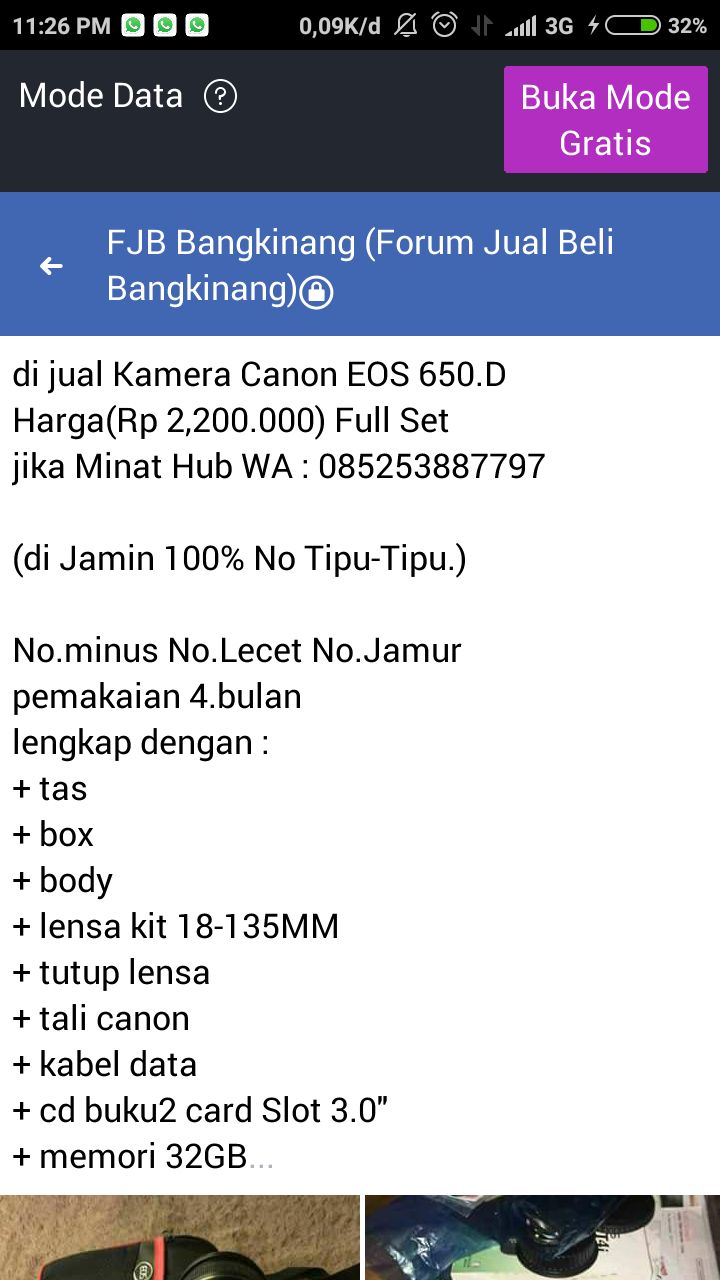 11:26 PM
0,09K/d
3G
32%
Mode Data ?
Buka Mode
Gratis
FJB Bangkinang (Forum Jual Beli
Bangkinang)
di jual Kamera Canon EOS 650.D
Harga(Rp 2,200.000) Full Set
jika Minat Hub WA : 085253887797
(di Jamin 100% No Tipu-Tipu.)
No.minus No.Lecet No.Jamur
pemakaian 4.bulan
lengkap dengan :
+ tas
+ box
+ body
+ lensa kit 18-135MM
+ tutup lensa
+ tali canon
+ kabel data
+ cd buku2 card Slot 3.0"
+ memori 32GB...